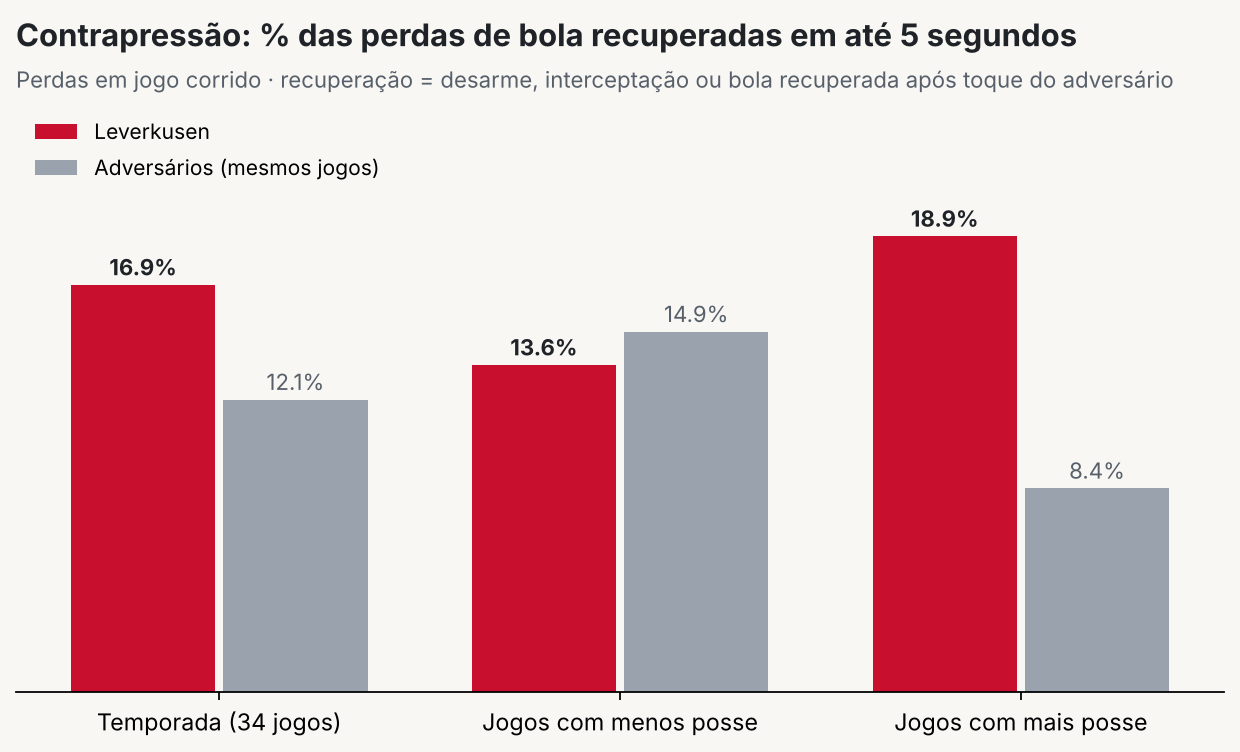 Contrapressão: % das perdas de bola recuperadas em até 5 segundos
Perdas em jogo corrido · recuperação = desarme, interceptação ou bola recuperada após toque do adversário
Leverkusen
Adversários (mesmos jogos)
16.9%
12.1%
13.6%
14.9%
18.9%
8.4%
Temporada (34 jogos)
Jogos com menos posse
Jogos com mais posse